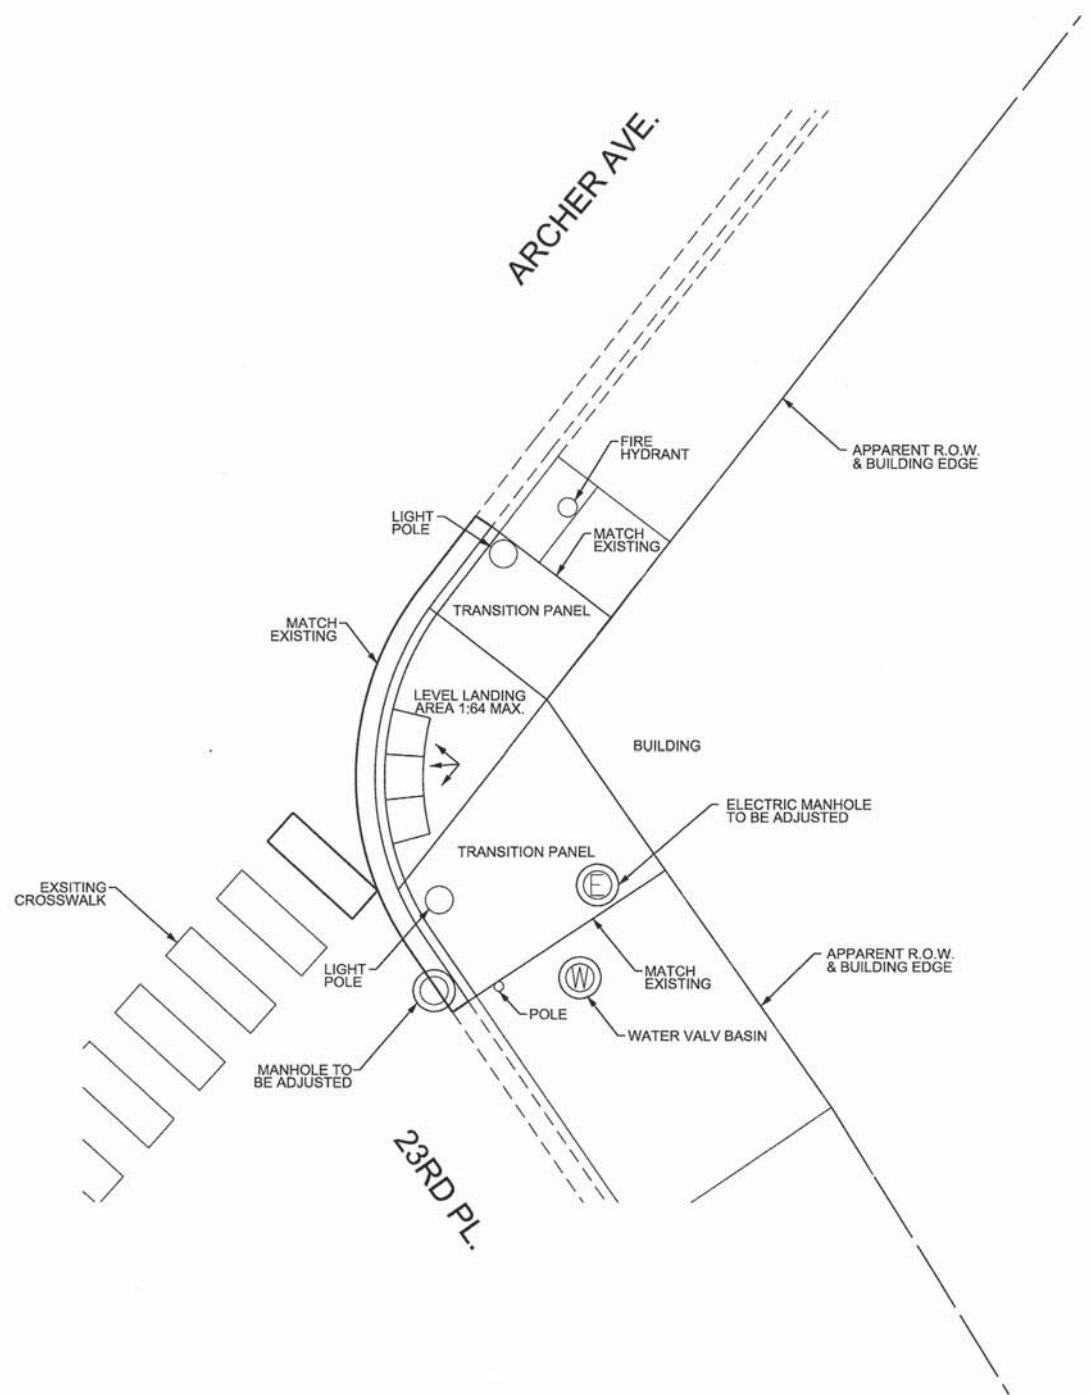 ARCHER AVE.
FIRE
HYDRANT
APPARENT R.O.W.
& BUILDING EDGE
LIGHT
POLE
MATCH
EXISTING
TRANSITION PANEL
MATCH
EXISTING
LEVEL LANDING
AREA 1:64 MAX.
BUILDING
ELECTRIC MANHOLE
TO BE ADJUSTED
TRANSITION PANEL
E
EXSITING
CROSSWALK
LIGHT
POLE
W
MATCH
EXISTING
APPARENT R.O.W.
& BUILDING EDGE
POLE
WATER VALV BASIN
MANHOLE TO
BE ADJUSTED
23RD PL.